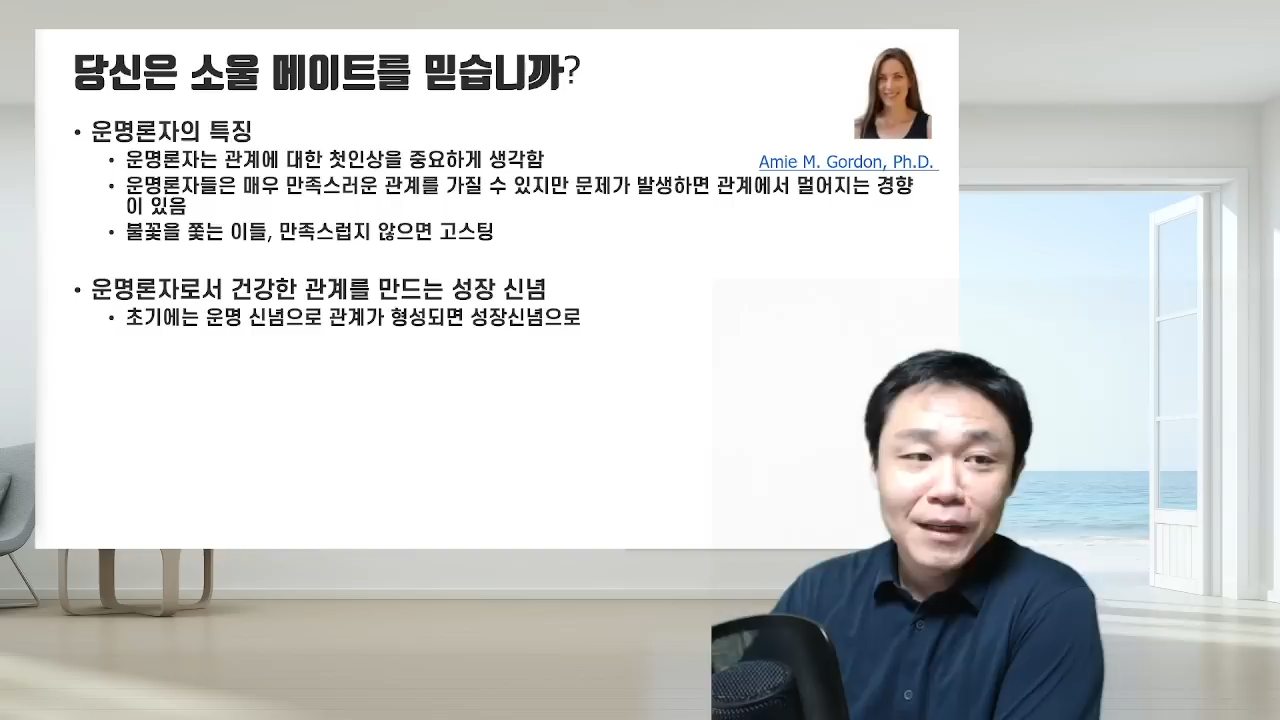 당신은 소울 메이트를 믿습니까?
• 운명론자의 특징
• 운명론자는 관계에 대한 첫인상을 중요하게 생각함
Amie M. Gordon, Ph.D.
• 운명론자들은 매우 만족스러운 관계를 가질 수 있지만 문제가 발생하면 관계에서 멀어지는 경향
이 있음
• 불꽃을 쫓는 이들, 만족스럽지 않으면 고스팅
• 운명론자로서 건강한 관계를 만드는 성장 신념
• 초기에는 운명 신념으로 관계가 형성되면 성장신념으로